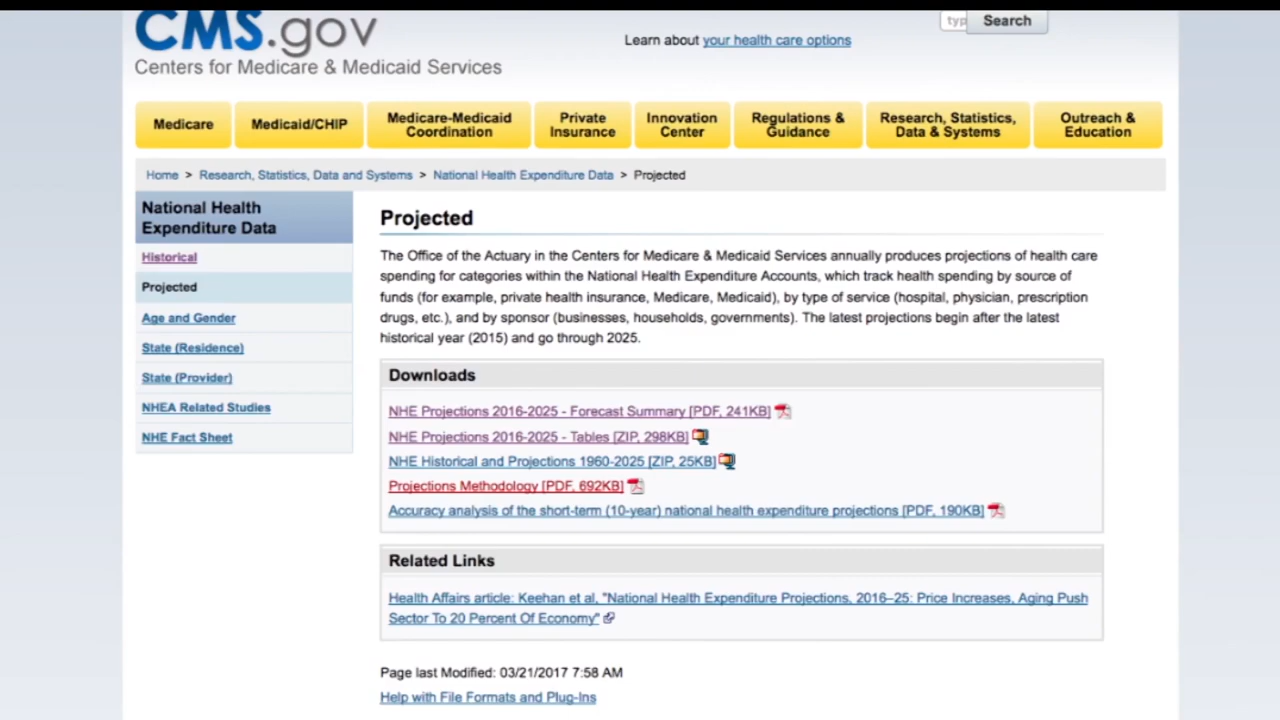 CMS.gov
Centers for Medicare & Medicaid Services
Learn about your health care options
typ
Search
Medicare
Medicaid/CHIP
Medicare-Medicaid
Coordination
Private
Insurance
Innovation
Center
Regulations &
Guidance
Research, Statistics,
Data & Systems
Outreach &
Education
Home > Research, Statistics, Data and Systems > National Health Expenditure Data > Projected
National Health
Expenditure Data
Historical
Projected
Age and Gender
State (Residence)
State (Provider)
NHEA Related Studies
NHE Fact Sheet
Projected
The Office of the Actuary in the Centers for Medicare & Medicaid Services annually produces projections of health care
spending for categories within the National Health Expenditure Accounts, which track health spending by source of
funds (for example, private health insurance, Medicare, Medicaid), by type of service (hospital, physician, prescription
drugs, etc.), and by sponsor (businesses, households, governments). The latest projections begin after the latest
historical year (2015) and go through 2025.
Downloads
NHE Projections 2016-2025 - Forecast Summary [PDF, 241KB]
NHE Projections 2016-2025 - Tables [ZIP, 298KB]
NHE Historical and Projections 1960-2025 [ZIP, 25KB]
Projections Methodology [PDF, 692KB]
Accuracy analysis of the short-term (10-year) national health expenditure projections [PDF, 190KB]
Related Links
Health Affairs article: Keehan et al, "National Health Expenditure Projections, 2016–25: Price Increases, Aging Push
Sector To 20 Percent Of Economy"
Page last Modified: 03/21/2017 7:58 AM
Help with File Formats and Plug-Ins